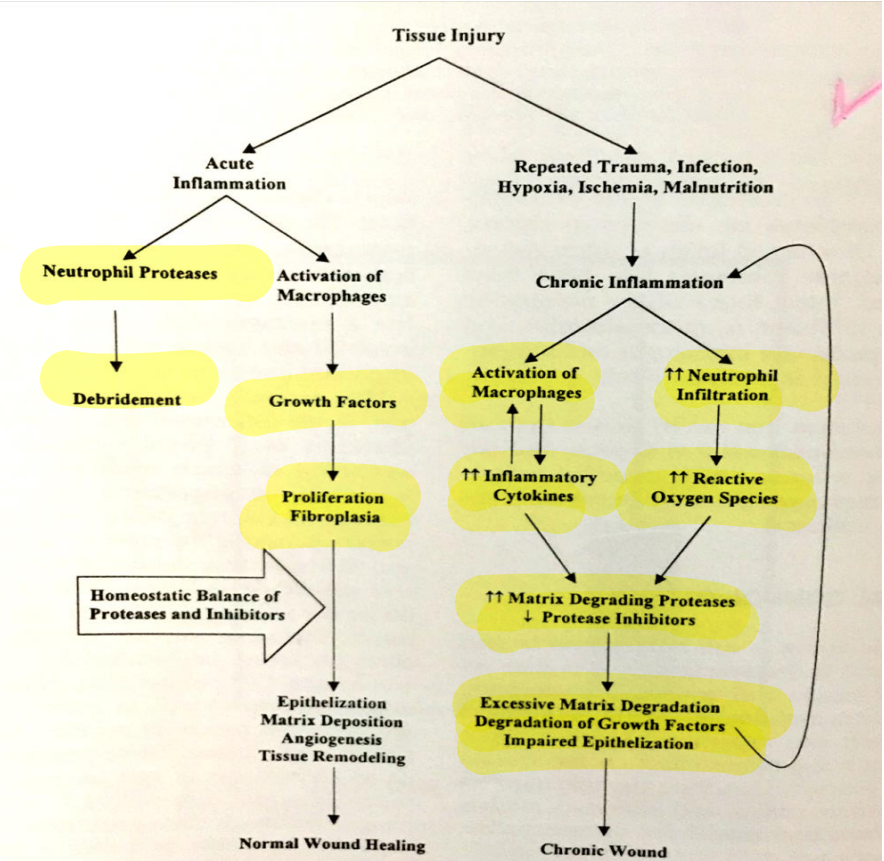 Tissue Injury
Acute
Inflammation
Repeated Trauma, Infection,
Hypoxia, Ischemia, Malnutrition
Neutrophil Proteases
Activation of
Macrophages
Debridement
Growth Factors
Proliferation
Fibroplasia
Homeostatic Balance of
Proteases and Inhibitors
Epithelization
Matrix Deposition
Angiogenesis
Tissue Remodeling
Normal Wound Healing
Chronic Inflammation
Activation of
Macrophages
↑↑ Neutrophil
Infiltration
↑↑ Inflammatory
Cytokines
↑↑ Reactive
Oxygen Species
↑↑ Matrix Degrading Proteases
↓ Protease Inhibitors
Excessive Matrix Degradation
Degradation of Growth Factors
Impaired Epithelization
Chronic Wound